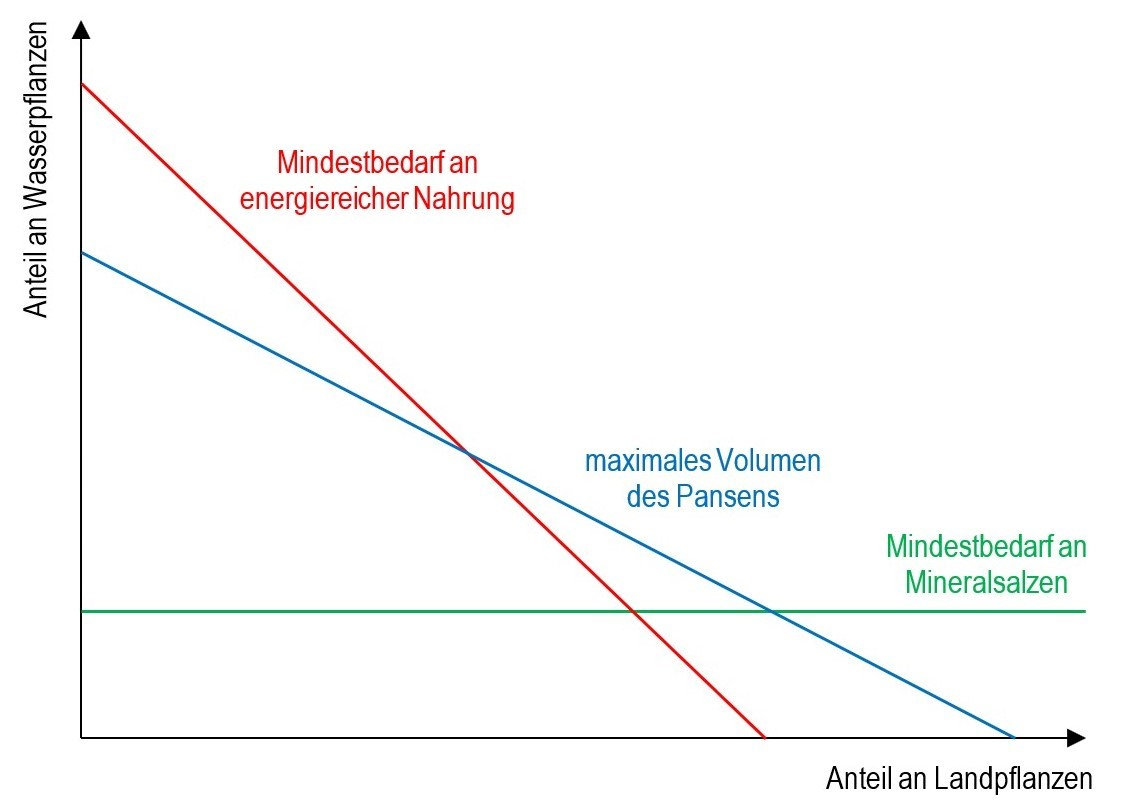 Anteil an Wasserpflanzen
Mindestbedarf an
energiereicher Nahrung
maximales Volumen
des Pansens
Mindestbedarf an
Mineralsalzen
Anteil an Landpflanzen